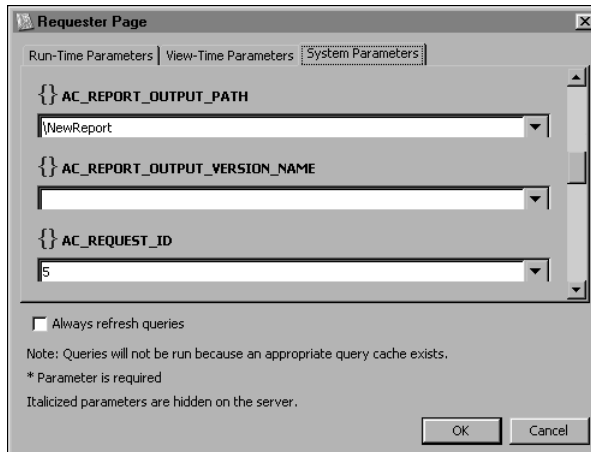 Requester Page
Run-Time Parameters View-Time Parameters System Parameters
{} AC_REPORT_OUTPUT_PATH
\NewReport
{} AC_REPORT_OUTPUT_VERSION_NAME
{} AC_REQUEST_ID
5
Always refresh queries
Note: Queries will not be run because an appropriate query cache exists.
* Parameter is required
Italicized parameters are hidden on the server.
OK Cancel